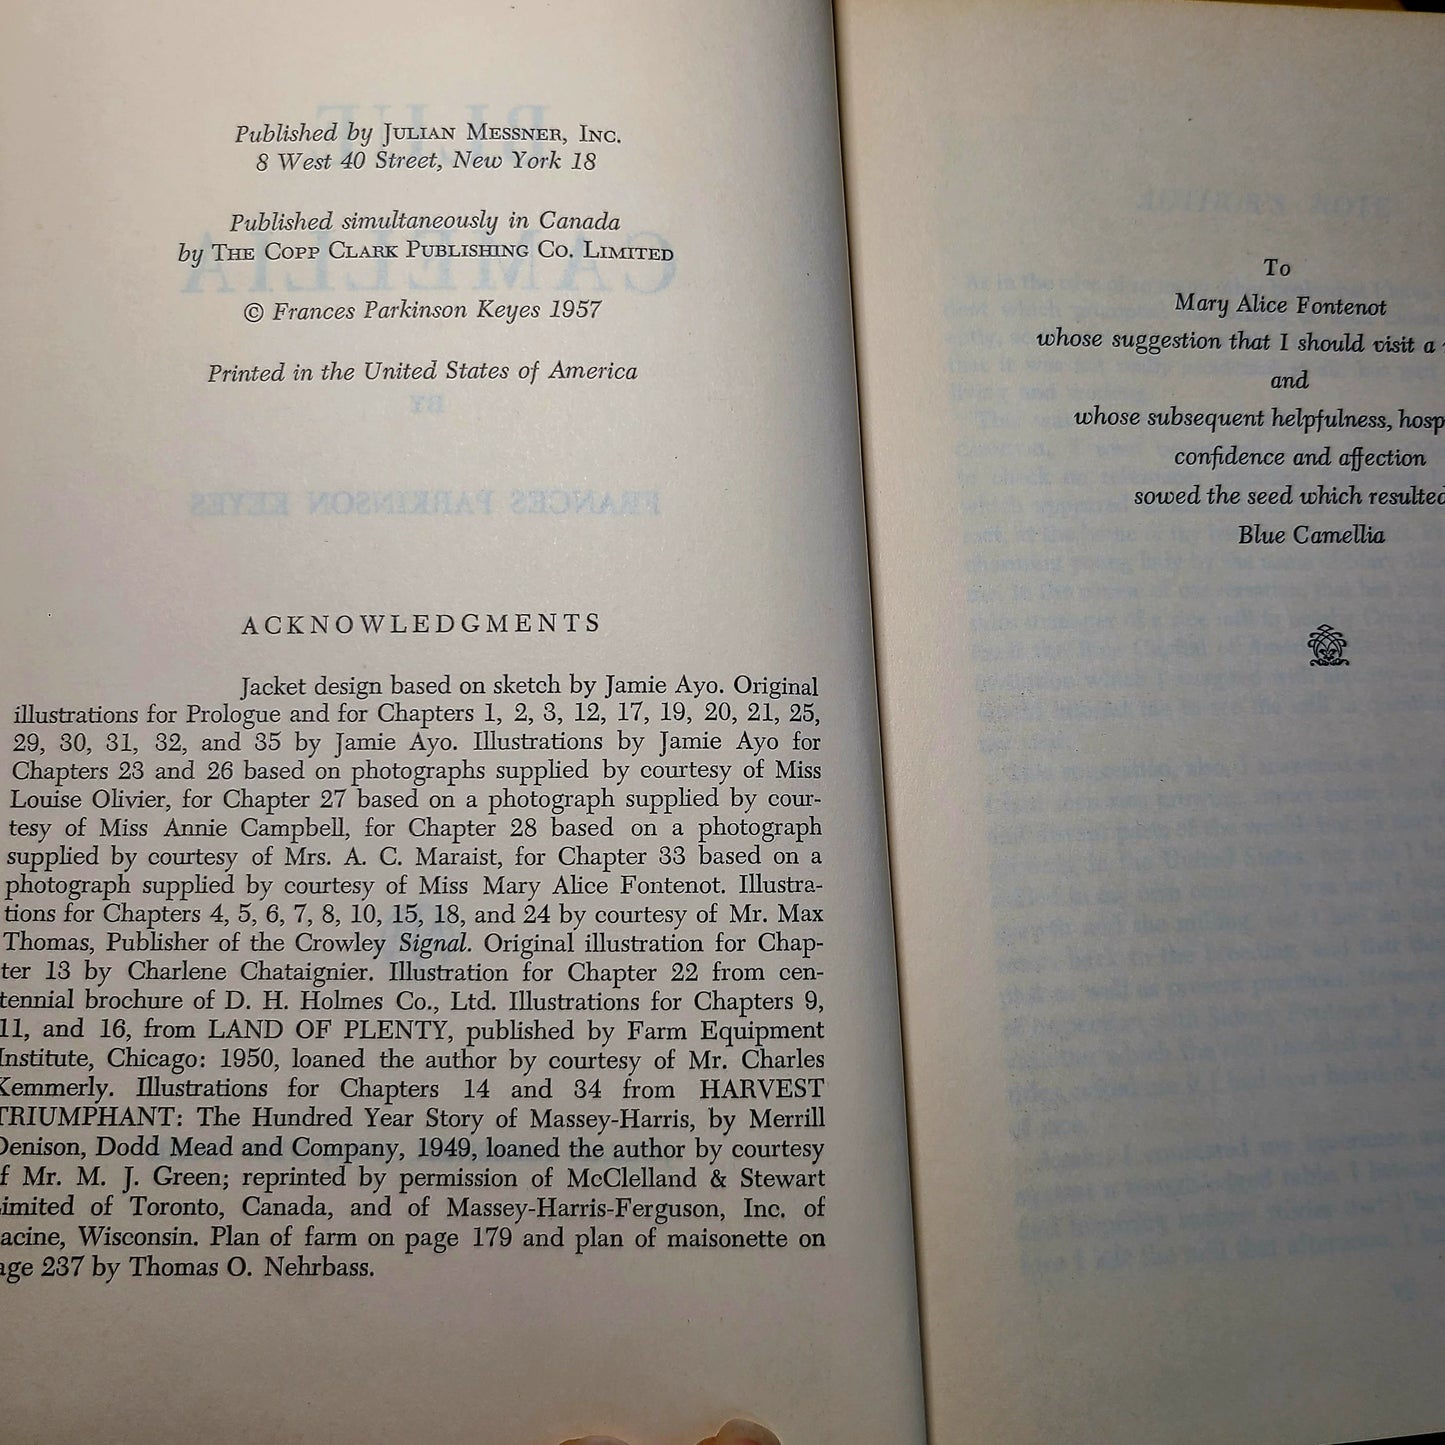 Published by JULIAN MESSNER, INC.
8 West 40 Street, New York 18
Published simultaneously in Canada
by THE COPP CLARK PUBLISHING CO. LIMITED
© Frances Parkinson Keyes 1957
Printed in the United States of America
ACKNOWLEDGMENTS
Jacket design based on sketch by Jamie Ayo. Original
illustrations for Prologue and for Chapters 1, 2, 3, 12, 17, 19, 20, 21, 25,
29, 30, 31, 32, and 35 by Jamie Ayo. Illustrations by Jamie Ayo for
Chapters 23 and 26 based on photographs supplied by courtesy of Miss
Louise Olivier, for Chapter 27 based on a photograph supplied by cour-
tesy of Miss Annie Campbell, for Chapter 28 based on a photograph
supplied by courtesy of Mrs. A. C. Maraist, for Chapter 33 based on a
photograph supplied by courtesy of Miss Mary Alice Fontenot. Illustra-
tions for Chapters 4, 5, 6, 7, 8, 10, 15, 18, and 24 by courtesy of Mr. Max
Thomas, Publisher of the Crowley Signal. Original illustration for Chap-
ter 13 by Charlene Chataignier. Illustration for Chapter 22 from cen-
tennial brochure of D. H. Holmes Co., Ltd. Illustrations for Chapters 9,
11, and 16, from LAND OF PLENTY, published by Farm Equipment
Institute, Chicago: 1950, loaned the author by courtesy of Mr. Charles
Kemmerly. Illustrations for Chapters 14 and 34 from HARVEST
TRIUMPHANT: The Hundred Year Story of Massey-Harris, by Merrill
Denison, Dodd Mead and Company, 1949, loaned the author by courtesy
f Mr. M. J. Green; reprinted by permission of McClelland & Stewart
imited of Toronto, Canada, and of Massey-Harris-Ferguson, Inc. of
acine, Wisconsin. Plan of farm on page 179 and plan of maisonette on
age 237 by Thomas O. Nehrbass.
To
Mary Alice Fontenot
whose suggestion that I should visit a
and
whose subsequent helpfulness, hosp
confidence and affection
sowed the seed which resulted
Blue Camellia